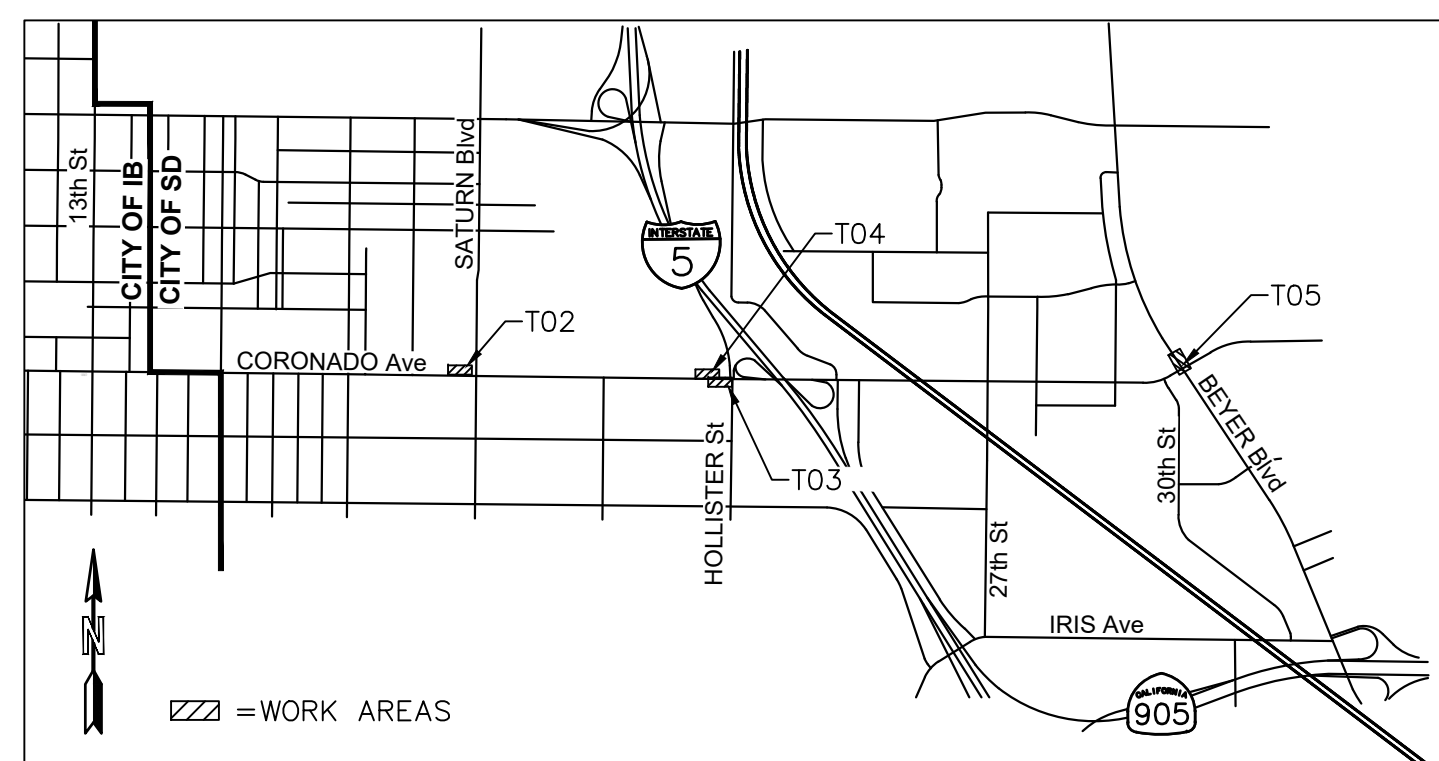 13th St
CITY OF IB
CITY OF SD
SATURN Blvd
INTERSTATE
5
T04
T05
T02
CORONADO Ave
BEYER Blvd
HOLLISTER St
T03
30th St
27th St
IRIS Ave
N
CALIFORNIA
905
=WORK AREAS